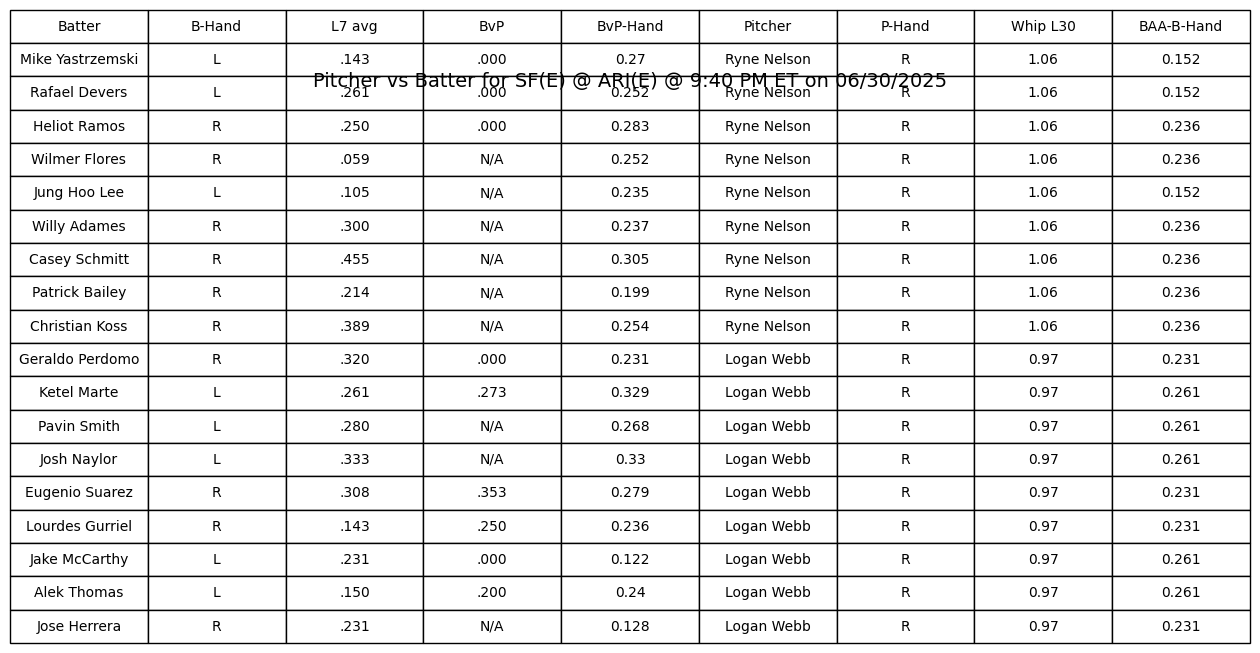 Batter B-Hand L7 avg BvP BvP-Hand Pitcher P-Hand Whip L30 BAA-B-Hand
Mike Yastrzemski L .143 .000 0.27 Ryne Nelson R 1.06 0.152
Pitcher vs Batter for SF(E) @ ARI(E) @ 9:40 PM ET on 06/30/2025
Rafael Devers L .261 .000 0.252 Ryne Nelson R 1.06 0.152
Heliot Ramos R .250 .000 0.283 Ryne Nelson R 1.06 0.236
Wilmer Flores R .059 N/A 0.252 Ryne Nelson R 1.06 0.236
Jung Hoo Lee L .105 N/A 0.235 Ryne Nelson R 1.06 0.152
Willy Adames R .300 N/A 0.237 Ryne Nelson R 1.06 0.236
Casey Schmitt R .455 N/A 0.305 Ryne Nelson R 1.06 0.236
Patrick Bailey R .214 N/A 0.199 Ryne Nelson R 1.06 0.236
Christian Koss R .389 N/A 0.254 Ryne Nelson R 1.06 0.236
Geraldo Perdomo R .320 .000 0.231 Logan Webb R 0.97 0.231
Ketel Marte L .261 .273 0.329 Logan Webb R 0.97 0.261
Pavin Smith L .280 N/A 0.268 Logan Webb R 0.97 0.261
Josh Naylor L .333 N/A 0.33 Logan Webb R 0.97 0.261
Eugenio Suarez R .308 .353 0.279 Logan Webb R 0.97 0.231
Lourdes Gurriel R .143 .250 0.236 Logan Webb R 0.97 0.231
Jake McCarthy L .231 .000 0.122 Logan Webb R 0.97 0.261
Alek Thomas L .150 .200 0.24 Logan Webb R 0.97 0.261
Jose Herrera R .231 N/A 0.128 Logan Webb R 0.97 0.231